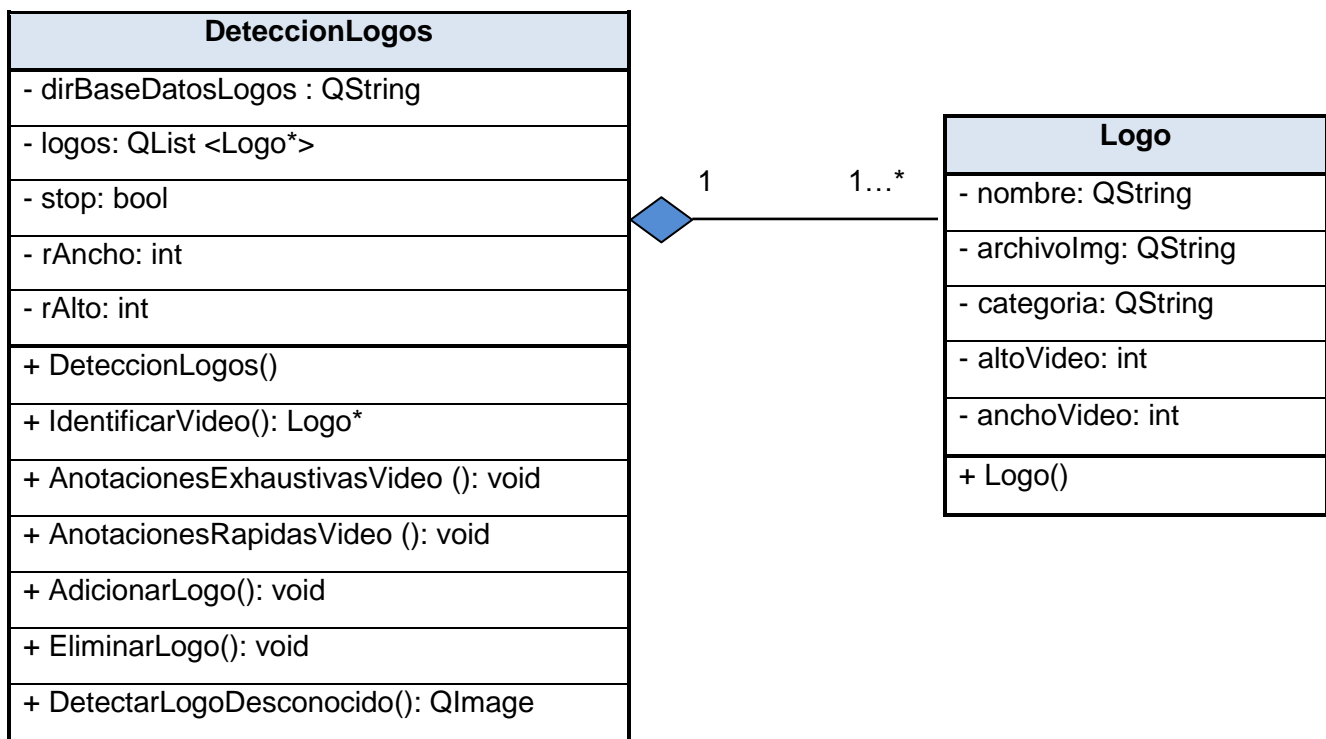 DeteccionLogos
- dirBaseDatosLogos : QString
- logos: QList <Logo*>
- stop: bool
- rAncho: int
- rAlto: int
+ DeteccionLogos()
+ IdentificarVideo(): Logo*
+ AnotacionesExhaustivasVideo (): void
+ AnotacionesRapidasVideo (): void
+ AdicionarLogo(): void
+ EliminarLogo(): void
+ DetectarLogoDesconocido(): QImage
1 1…*
Logo
- nombre: QString
- archivoImg: QString
- categoria: QString
- altoVideo: int
- anchoVideo: int
+ Logo()